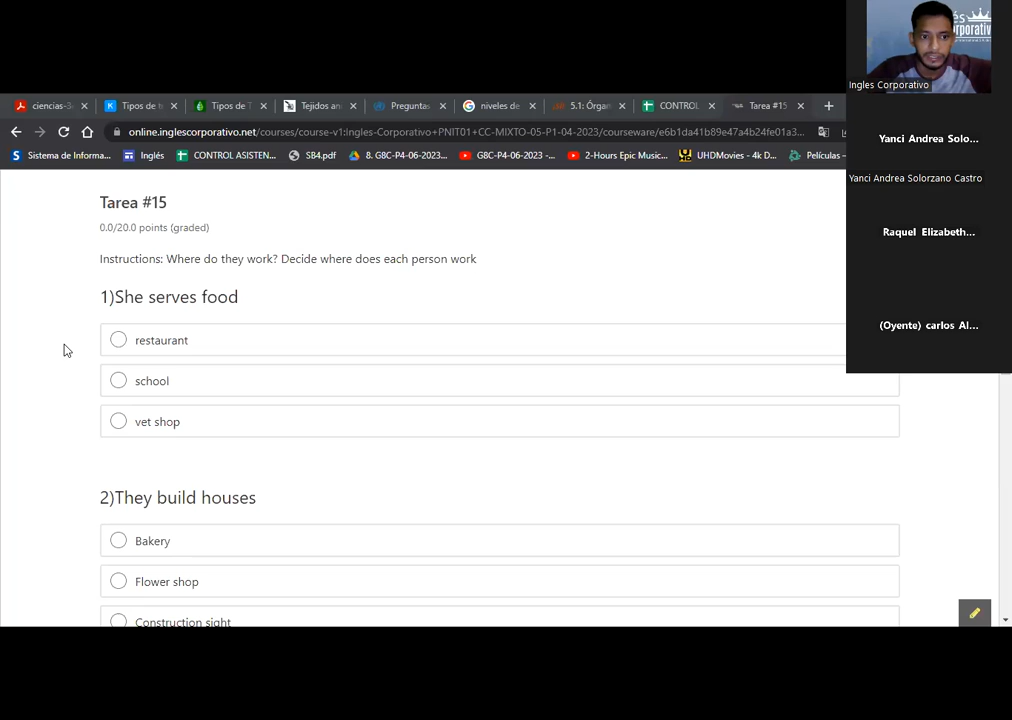 és
orporativ
Ingles Corporativo
ciencias-3
Tipos de b
Tipos de T
Tejidos an
Preguntas
niveles de
5.1: Órgan
CONTROL
Tarea #15
online.inglescorporativo.net/courses/course-v1:Ingles-Corporativo+PNIT01+CC-MIXTO-05-P1-04-2023/courseware/e6b1da41b89e47a4b24fe01a3...
Sistema de Informa...
Inglés
CONTROL ASISTEN...
SB4.pdf
8. G8C-P4-06-2023...
G8C-P4-06-2023 -...
2-Hours Epic Music...
UHDMovies - 4k D...
Películas
Yanci Andrea Solo...
Yanci Andrea Solorzano Castro
Raquel Elizabeth...
(Oyente) carlos Al...
Tarea #15
0.0/20.0 points (graded)
Instructions: Where do they work? Decide where does each person work
1)She serves food
restaurant
school
vet shop
2)They build houses
Bakery
Flower shop
Construction sight